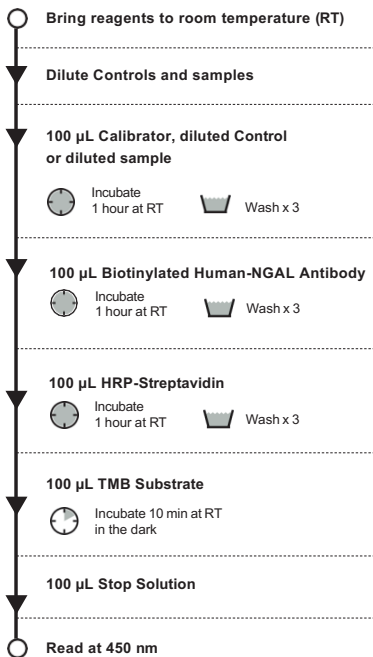 Bring reagents to room temperature (RT)
Dilute Controls and samples
100 µL Calibrator, diluted Control
or diluted sample
Incubate
1 hour at RT
Wash x 3
100 µL Biotinylated Human-NGAL Antibody
Incubate
1 hour at RT
Wash x 3
100 µL HRP-Streptavidin
Incubate
1 hour at RT
Wash x 3
100 µL TMB Substrate
Incubate 10 min at RT
in the dark
100 µL Stop Solution
Read at 450 nm